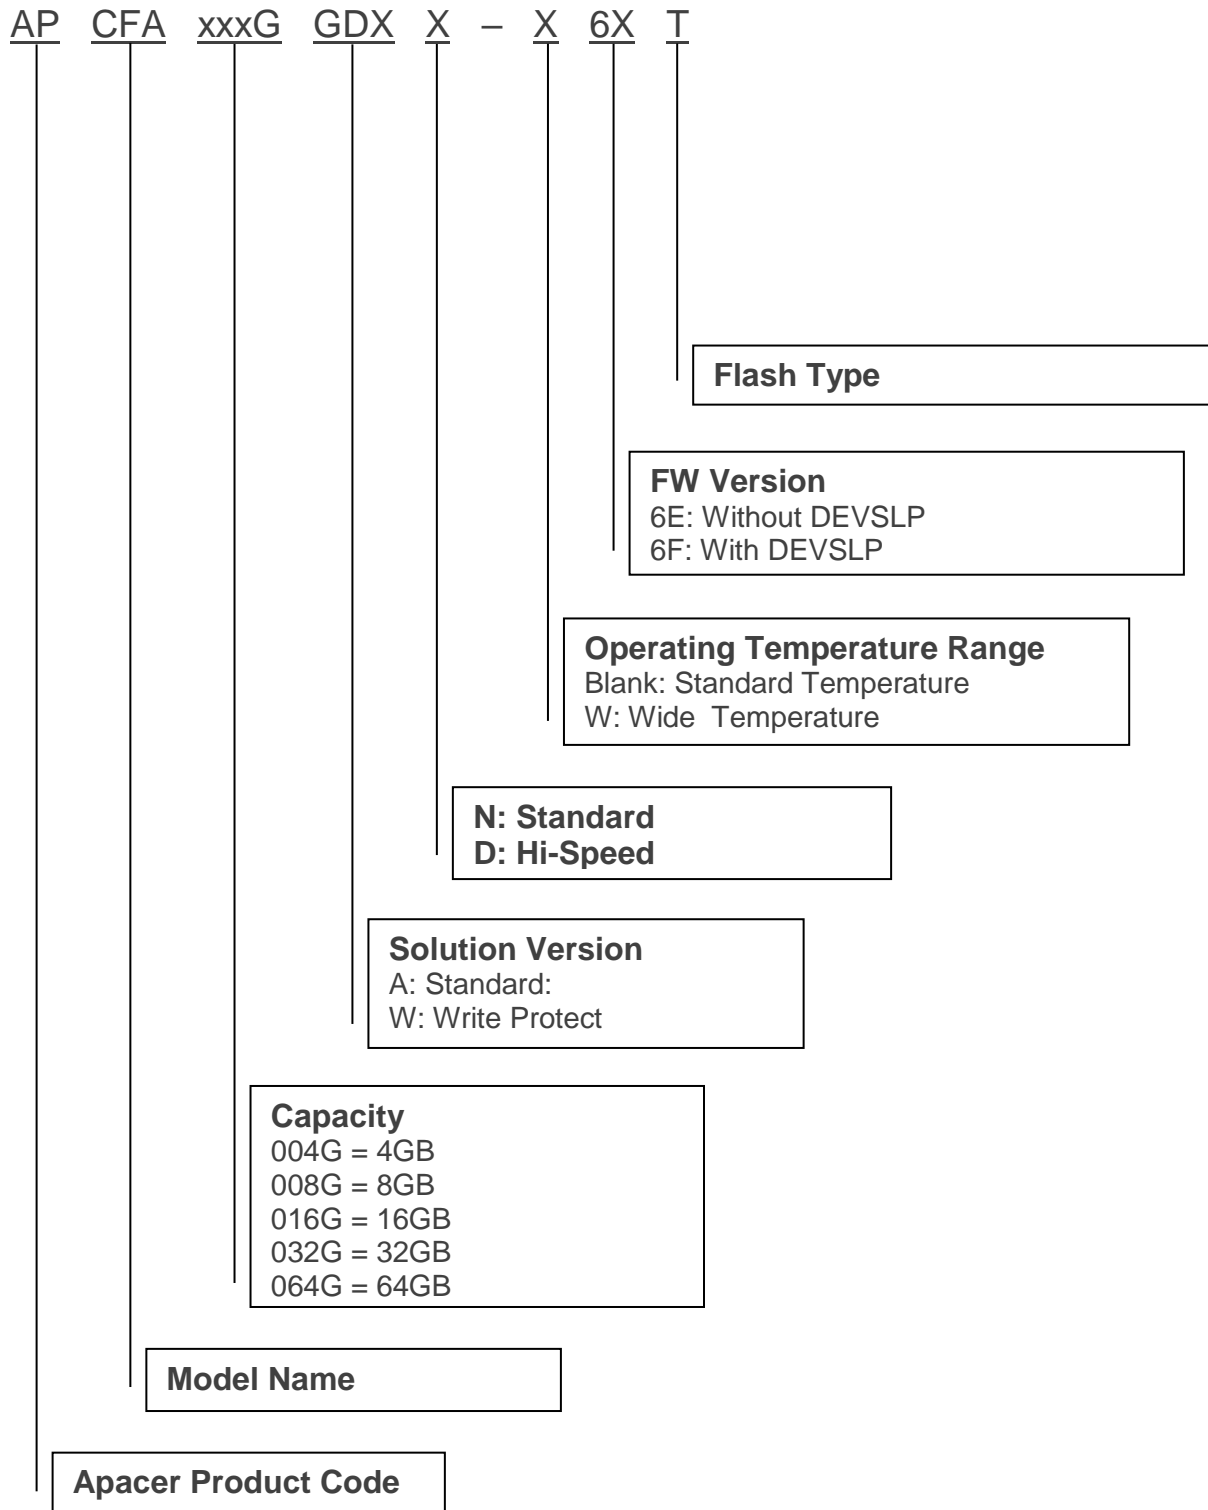 AP CFA xxxG GDX X – X 6X T
Flash Type
FW Version
6E: Without DEVSLP
6F: With DEVSLP
Operating Temperature Range
Blank: Standard Temperature
W: Wide Temperature
N: Standard
D: Hi-Speed
Solution Version
A: Standard:
W: Write Protect
Capacity
004G = 4GB
008G = 8GB
016G = 16GB
032G = 32GB
064G = 64GB
Model Name
Apacer Product Code